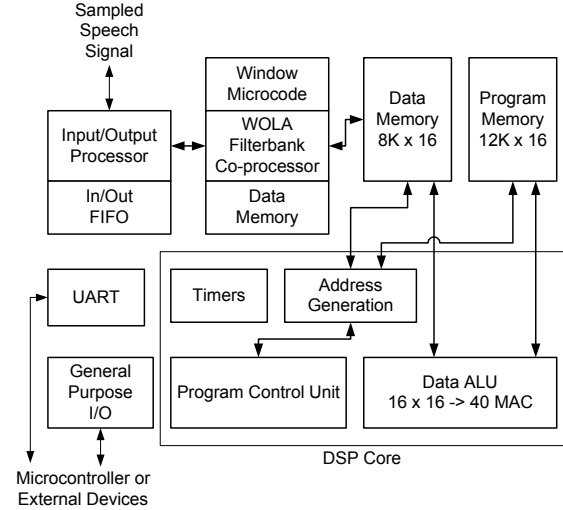 Sampled
Speech
Signal
Input/Output
Processor
In/Out
FIFO
Window
Microcode
WOLA
Filterbank
Co-processor
Data
Memory
Data
Memory
8K x 16
Program
Memory
12K x 16
UART
Timers
Address
Generation
General
Purpose
I/O
Program Control Unit
Data ALU
16 x 16 -> 40 MAC
DSP Core
Microcontroller or
External Devices